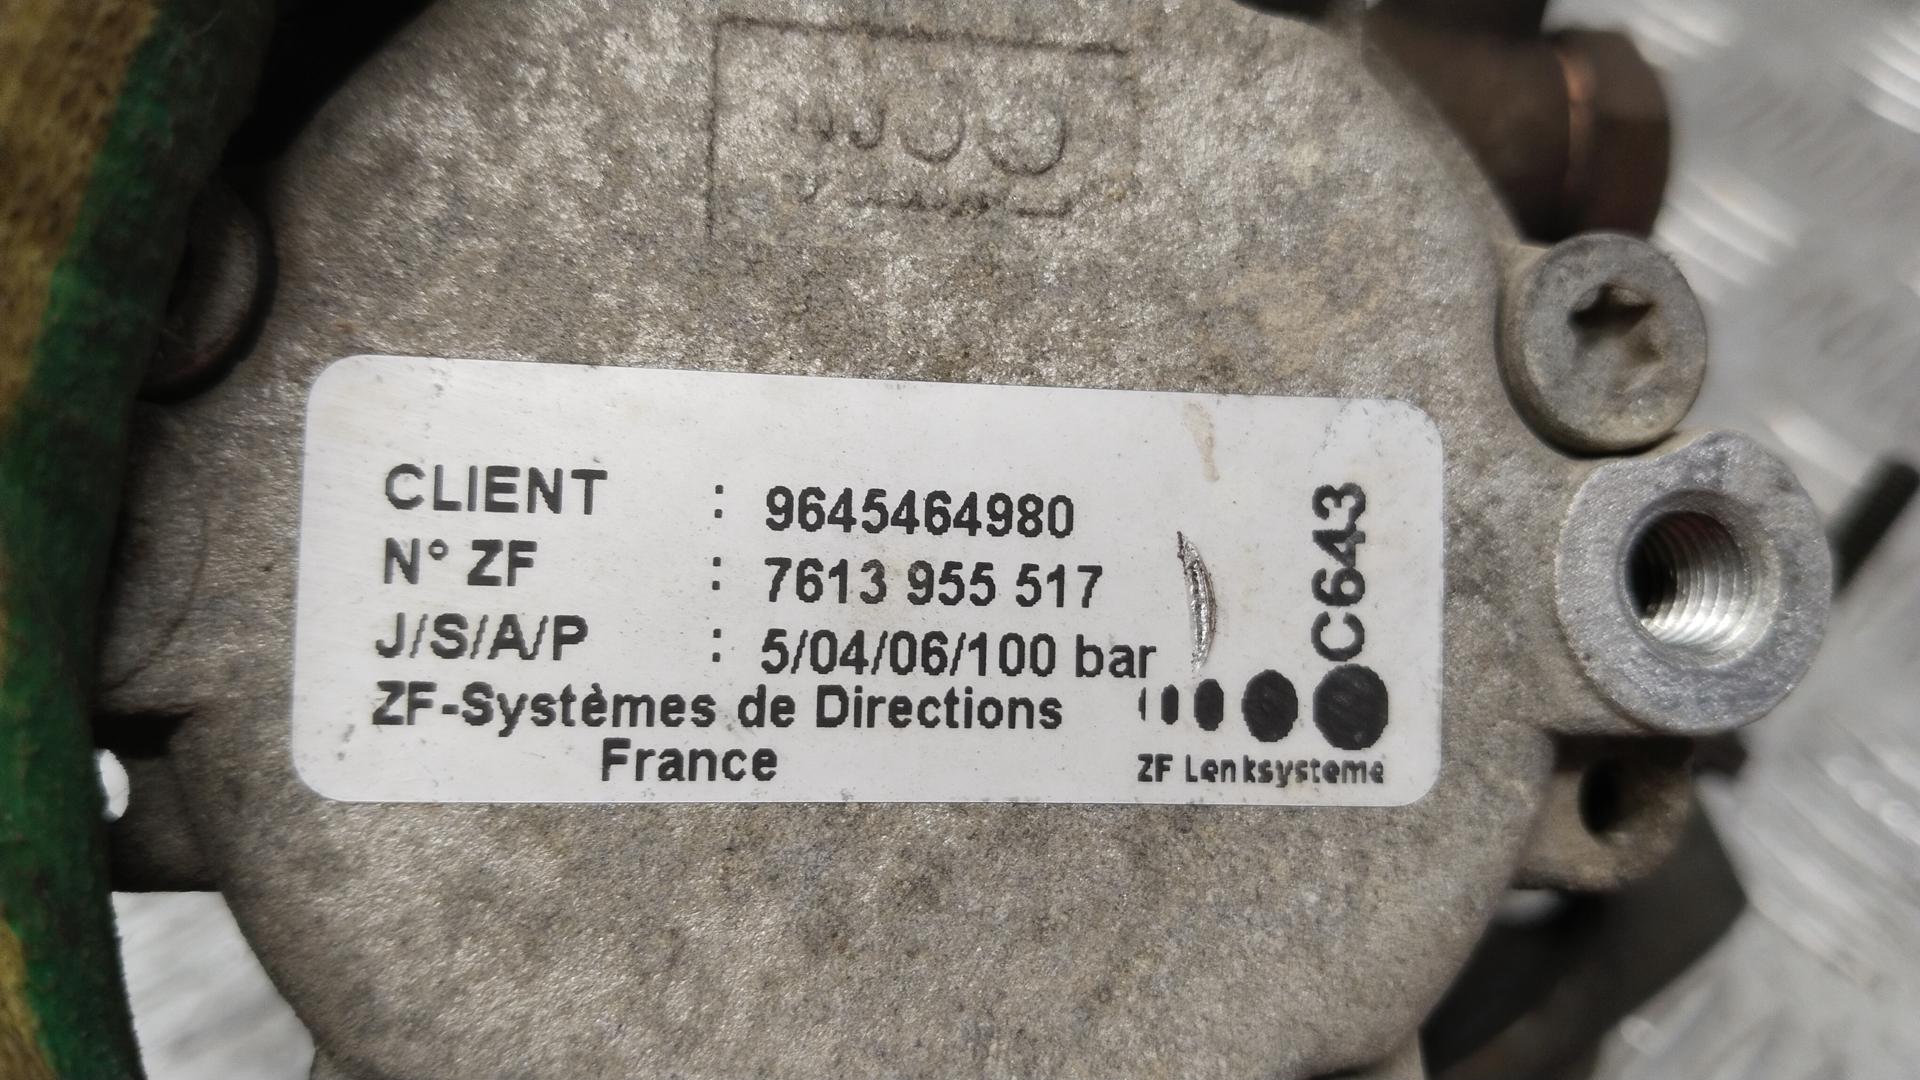 CLIENT : 9645464980
N° ZF : 7613 955 517
J/S/A/P : 5/04/06/100 bar
ZF-Systèmes de Directions
France
C643
ZF Lenksysteme